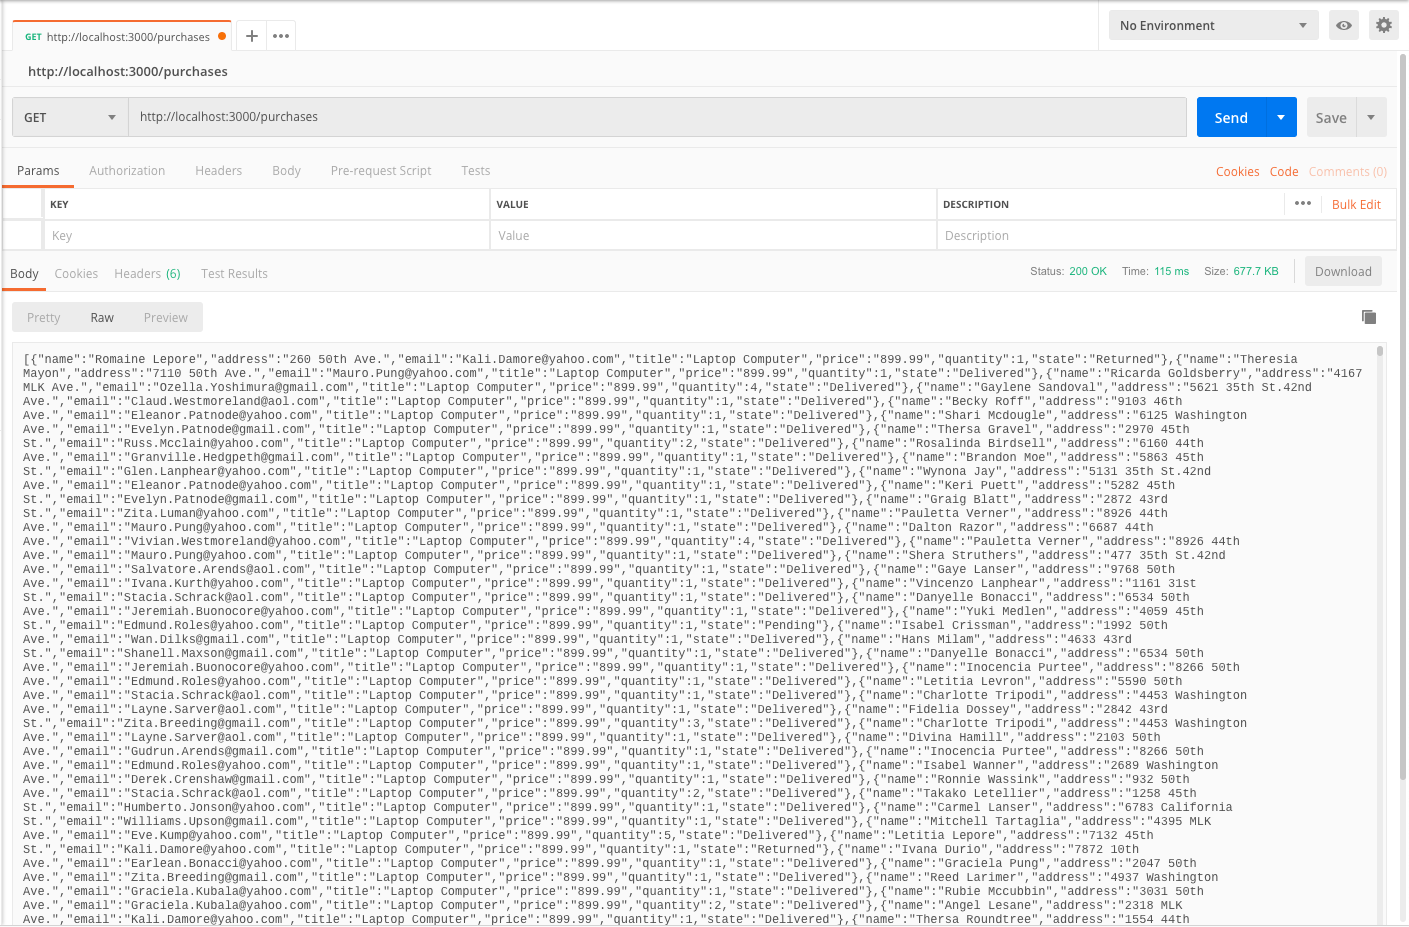 GET http://localhost:3000/purchases
No Environment
http://localhost:3000/purchases
GET http://localhost:3000/purchases Send Save
Params Authorization Headers Body Pre-request Script Tests Cookies Code Comments (0)
KEY VALUE DESCRIPTION Bulk Edit
Key Value Description
Body Cookies Headers (6) Test Results Status: 200 OK Time: 115 ms Size: 677.7 KB Download
Pretty Raw Preview
[{"name":"Romaine Lepore","address":"260 50th Ave.","email":"Kali.Damore@yahoo.com","title":"Laptop Computer","price":"899.99","quantity":1,"state":"Returned"},{"name":"Theresia
Mayon","address":"7110 50th Ave.","email":"Mauro.Pung@yahoo.com","title":"Laptop Computer","price":"899.99","quantity":1,"state":"Delivered"},{"name":"Ricarda Goldsberry","address":"4167
MLK Ave.","email":"Ozella.Yoshimura@gmail.com","title":"Laptop Computer","price":"899.99","quantity":4,"state":"Delivered"},{"name":"Gaylene Sandoval","address":"5621 35th St.42nd
Ave.","email":"Claud.Westmoreland@aol.com","title":"Laptop Computer","price":"899.99","quantity":1,"state":"Delivered"},{"name":"Becky Roff","address":"9103 46th
Ave.","email":"Eleanor.Patnode@yahoo.com","title":"Laptop Computer","price":"899.99","quantity":1,"state":"Delivered"},{"name":"Shari Mcdougle","address":"6125 Washington
Ave.","email":"Evelyn.Patnode@gmail.com","title":"Laptop Computer","price":"899.99","quantity":1,"state":"Delivered"},{"name":"Thersa Gravel","address":"2970 45th
St.","email":"Russ.Mcclain@yahoo.com","title":"Laptop Computer","price":"899.99","quantity":2,"state":"Delivered"},{"name":"Rosalinda Birdsell","address":"6160 44th
Ave.","email":"Granville.Hedgpeth@gmail.com","title":"Laptop Computer","price":"899.99","quantity":1,"state":"Delivered"},{"name":"Brandon Moe","address":"5863 45th
St.","email":"Glen.Lanphear@yahoo.com","title":"Laptop Computer","price":"899.99","quantity":1,"state":"Delivered"},{"name":"Wynona Jay","address":"5131 35th St.42nd
Ave.","email":"Eleanor.Patnode@yahoo.com","title":"Laptop Computer","price":"899.99","quantity":1,"state":"Delivered"},{"name":"Keri Puett","address":"5282 45th
St.","email":"Evelyn.Patnode@gmail.com","title":"Laptop Computer","price":"899.99","quantity":1,"state":"Delivered"},{"name":"Graig Blatt","address":"2872 43rd
St.","email":"Zita.Luman@yahoo.com","title":"Laptop Computer","price":"899.99","quantity":1,"state":"Delivered"},{"name":"Pauletta Verner","address":"8926 44th
Ave.","email":"Mauro.Pung@yahoo.com","title":"Laptop Computer","price":"899.99","quantity":1,"state":"Delivered"},{"name":"Dalton Razor","address":"6687 44th
Ave.","email":"Vivian.Westmoreland@yahoo.com","title":"Laptop Computer","price":"899.99","quantity":4,"state":"Delivered"},{"name":"Pauletta Verner","address":"8926 44th
Ave.","email":"Mauro.Pung@yahoo.com","title":"Laptop Computer","price":"899.99","quantity":1,"state":"Delivered"},{"name":"Shera Struthers","address":"477 35th St.42nd
Ave.","email":"Salvatore.Arends@aol.com","title":"Laptop Computer","price":"899.99","quantity":1,"state":"Delivered"},{"name":"Gaye Lanser","address":"9768 50th
Ave.","email":"Ivana.Kurth@yahoo.com","title":"Laptop Computer","price":"899.99","quantity":1,"state":"Delivered"},{"name":"Vincenzo Lanphear","address":"1161 31st
St.","email":"Stacia.Schrack@aol.com","title":"Laptop Computer","price":"899.99","quantity":1,"state":"Delivered"},{"name":"Danyelle Bonacci","address":"6534 50th
Ave.","email":"Jeremiah.Buonocore@yahoo.com","title":"Laptop Computer","price":"899.99","quantity":1,"state":"Delivered"},{"name":"Yuki Medlen","address":"4059 45th
St.","email":"Edmund.Roles@yahoo.com","title":"Laptop Computer","price":"899.99","quantity":1,"state":"Pending"},{"name":"Isabel Crissman","address":"1992 50th
Ave.","email":"Wan.Dilks@gmail.com","title":"Laptop Computer","price":"899.99","quantity":1,"state":"Delivered"},{"name":"Hans Milam","address":"4633 43rd
St.","email":"Shanell.Maxson@gmail.com","title":"Laptop Computer","price":"899.99","quantity":1,"state":"Delivered"},{"name":"Danyelle Bonacci","address":"6534 50th
Ave.","email":"Jeremiah.Buonocore@yahoo.com","title":"Laptop Computer","price":"899.99","quantity":1,"state":"Delivered"},{"name":"Inocencia Purtee","address":"8266 50th
Ave.","email":"Edmund.Roles@yahoo.com","title":"Laptop Computer","price":"899.99","quantity":1,"state":"Delivered"},{"name":"Letitia Levron","address":"5590 50th
Ave.","email":"Stacia.Schrack@aol.com","title":"Laptop Computer","price":"899.99","quantity":1,"state":"Delivered"},{"name":"Charlotte Tripodi","address":"4453 Washington
Ave.","email":"Layne.Sarver@aol.com","title":"Laptop Computer","price":"899.99","quantity":1,"state":"Delivered"},{"name":"Fidelia Dossey","address":"2842 43rd
St.","email":"Zita.Breeding@gmail.com","title":"Laptop Computer","price":"899.99","quantity":3,"state":"Delivered"},{"name":"Charlotte Tripodi","address":"4453 Washington
Ave.","email":"Layne.Sarver@aol.com","title":"Laptop Computer","price":"899.99","quantity":1,"state":"Delivered"},{"name":"Divina Hamill","address":"2103 50th
Ave.","email":"Gudrun.Arends@gmail.com","title":"Laptop Computer","price":"899.99","quantity":1,"state":"Delivered"},{"name":"Inocencia Purtee","address":"8266 50th
Ave.","email":"Edmund.Roles@yahoo.com","title":"Laptop Computer","price":"899.99","quantity":1,"state":"Delivered"},{"name":"Isabel Wanner","address":"2689 Washington
Ave.","email":"Derek.Crenshaw@gmail.com","title":"Laptop Computer","price":"899.99","quantity":1,"state":"Delivered"},{"name":"Ronnie Wassink","address":"932 50th
Ave.","email":"Stacia.Schrack@aol.com","title":"Laptop Computer","price":"899.99","quantity":2,"state":"Delivered"},{"name":"Takako Letellier","address":"1258 45th
St.","email":"Humberto.Jonson@yahoo.com","title":"Laptop Computer","price":"899.99","quantity":1,"state":"Delivered"},{"name":"Carmel Lanser","address":"6783 California
St.","email":"Williams.Upson@gmail.com","title":"Laptop Computer","price":"899.99","quantity":1,"state":"Delivered"},{"name":"Mitchell Tartaglia","address":"4395 MLK
Ave.","email":"Eve.Kump@yahoo.com","title":"Laptop Computer","price":"899.99","quantity":5,"state":"Delivered"},{"name":"Letitia Lepore","address":"7132 45th
St.","email":"Kali.Damore@yahoo.com","title":"Laptop Computer","price":"899.99","quantity":1,"state":"Returned"},{"name":"Ivana Durio","address":"7872 10th
Ave.","email":"Earlean.Bonacci@yahoo.com","title":"Laptop Computer","price":"899.99","quantity":1,"state":"Delivered"},{"name":"Graciela Pung","address":"2047 50th
Ave.","email":"Zita.Breeding@gmail.com","title":"Laptop Computer","price":"899.99","quantity":1,"state":"Delivered"},{"name":"Reed Larimer","address":"4937 Washington
Ave.","email":"Graciela.Kubala@yahoo.com","title":"Laptop Computer","price":"899.99","quantity":1,"state":"Delivered"},{"name":"Rubie Mccubbin","address":"3031 50th
Ave.","email":"Graciela.Kubala@yahoo.com","title":"Laptop Computer","price":"899.99","quantity":2,"state":"Delivered"},{"name":"Angel Lesane","address":"2318 MLK
Ave.","email":"Kali.Damore@yahoo.com","title":"Laptop Computer","price":"899.99","quantity":1,"state":"Delivered"},{"name":"Thersa Roundtree","address":"1554 44th